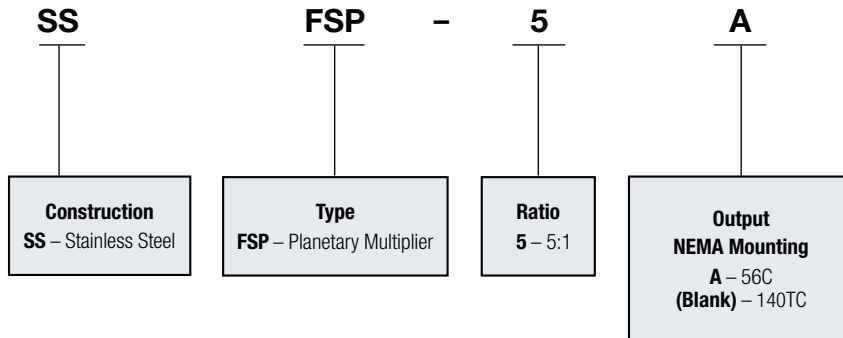 SS FSP – 5 A
Construction
SS – Stainless Steel
Type
FSP – Planetary Multiplier
Ratio
5 – 5:1
Output
NEMA Mounting
A – 56C
(Blank) – 140TC